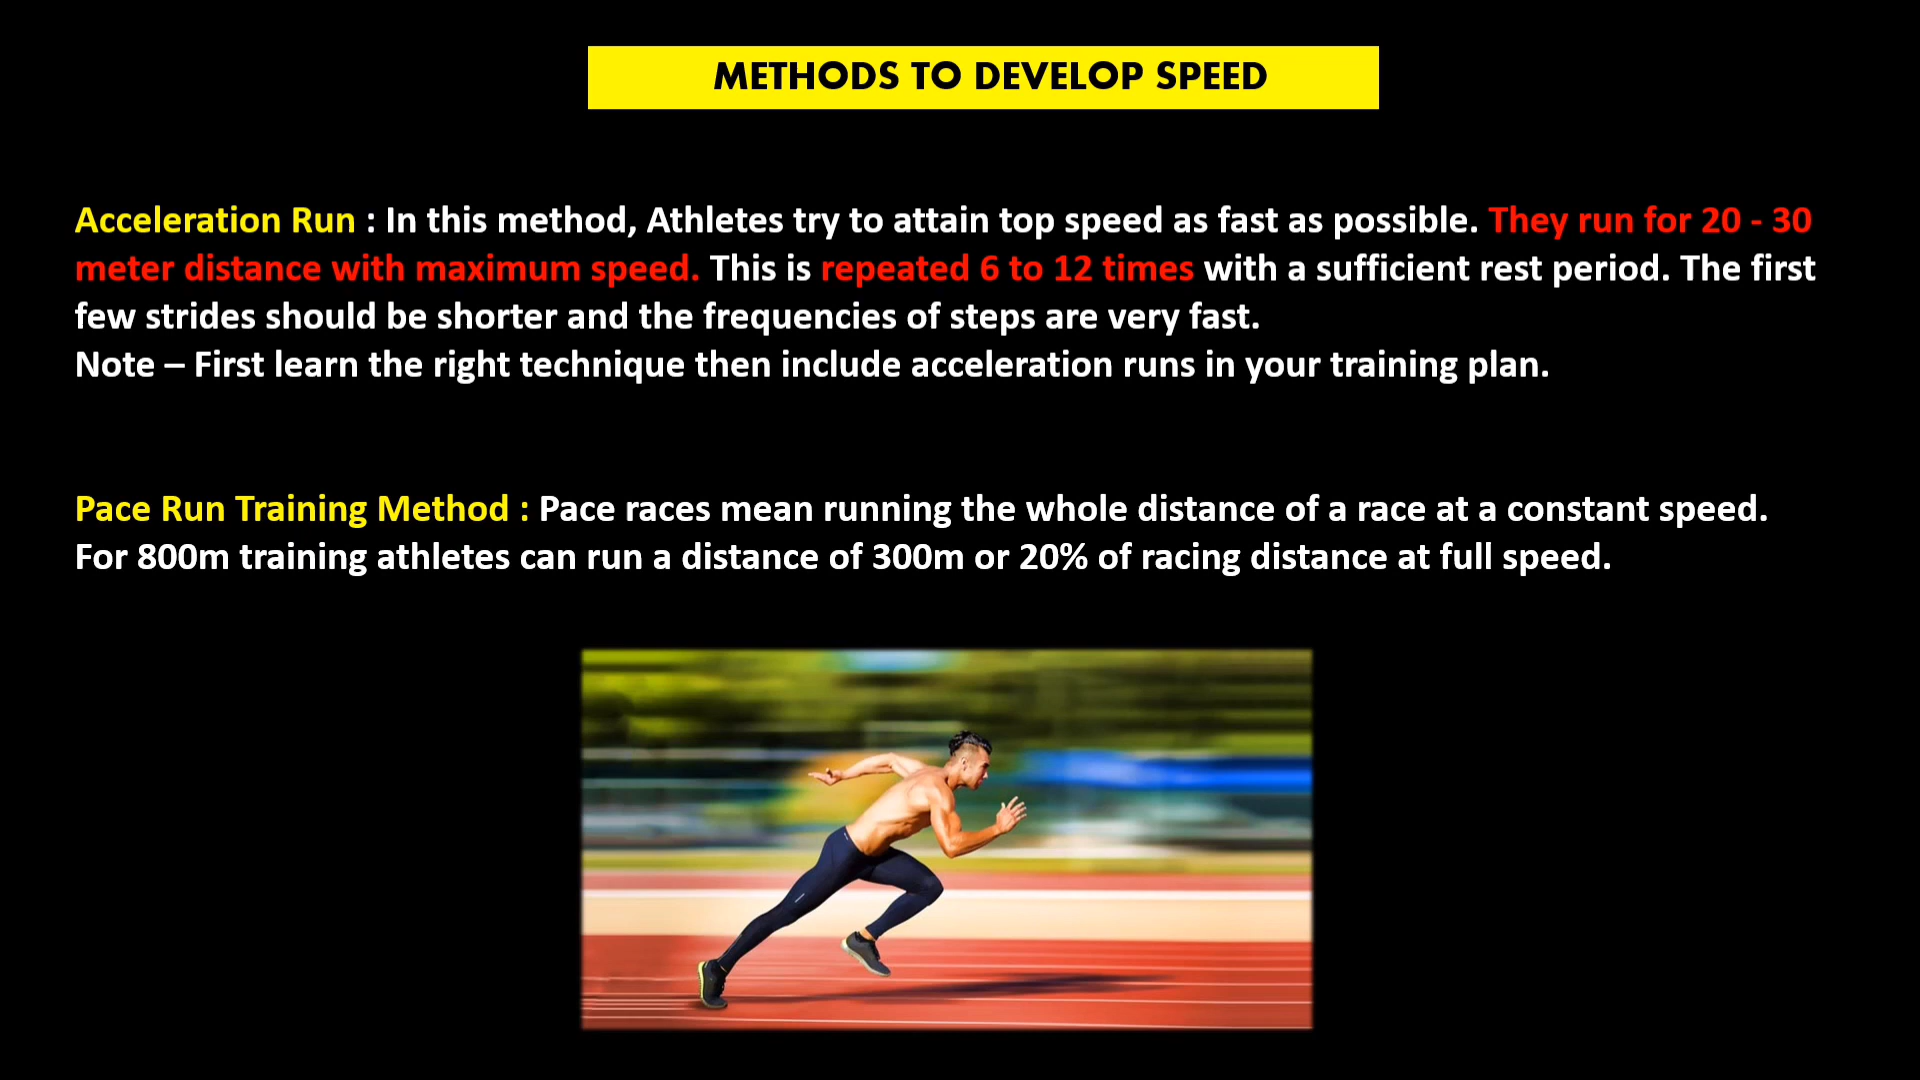 METHODS TO DEVELOP SPEED
Acceleration Run : In this method, Athletes try to attain top speed as fast as possible. They run for 20 - 30
meter distance with maximum speed. This is repeated 6 to 12 times with a sufficient rest period. The first
few strides should be shorter and the frequencies of steps are very fast.
Note – First learn the right technique then include acceleration runs in your training plan.
Pace Run Training Method : Pace races mean running the whole distance of a race at a constant speed.
For 800m training athletes can run a distance of 300m or 20% of racing distance at full speed.